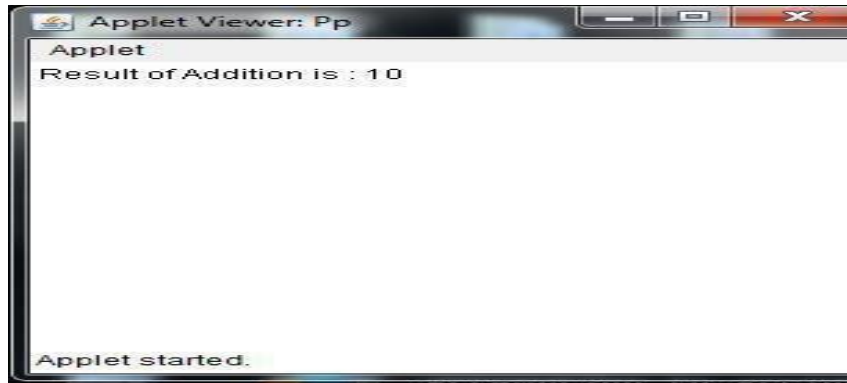 Applet Viewer: Pp
Applet
Result of Addition is : 10
Applet started.